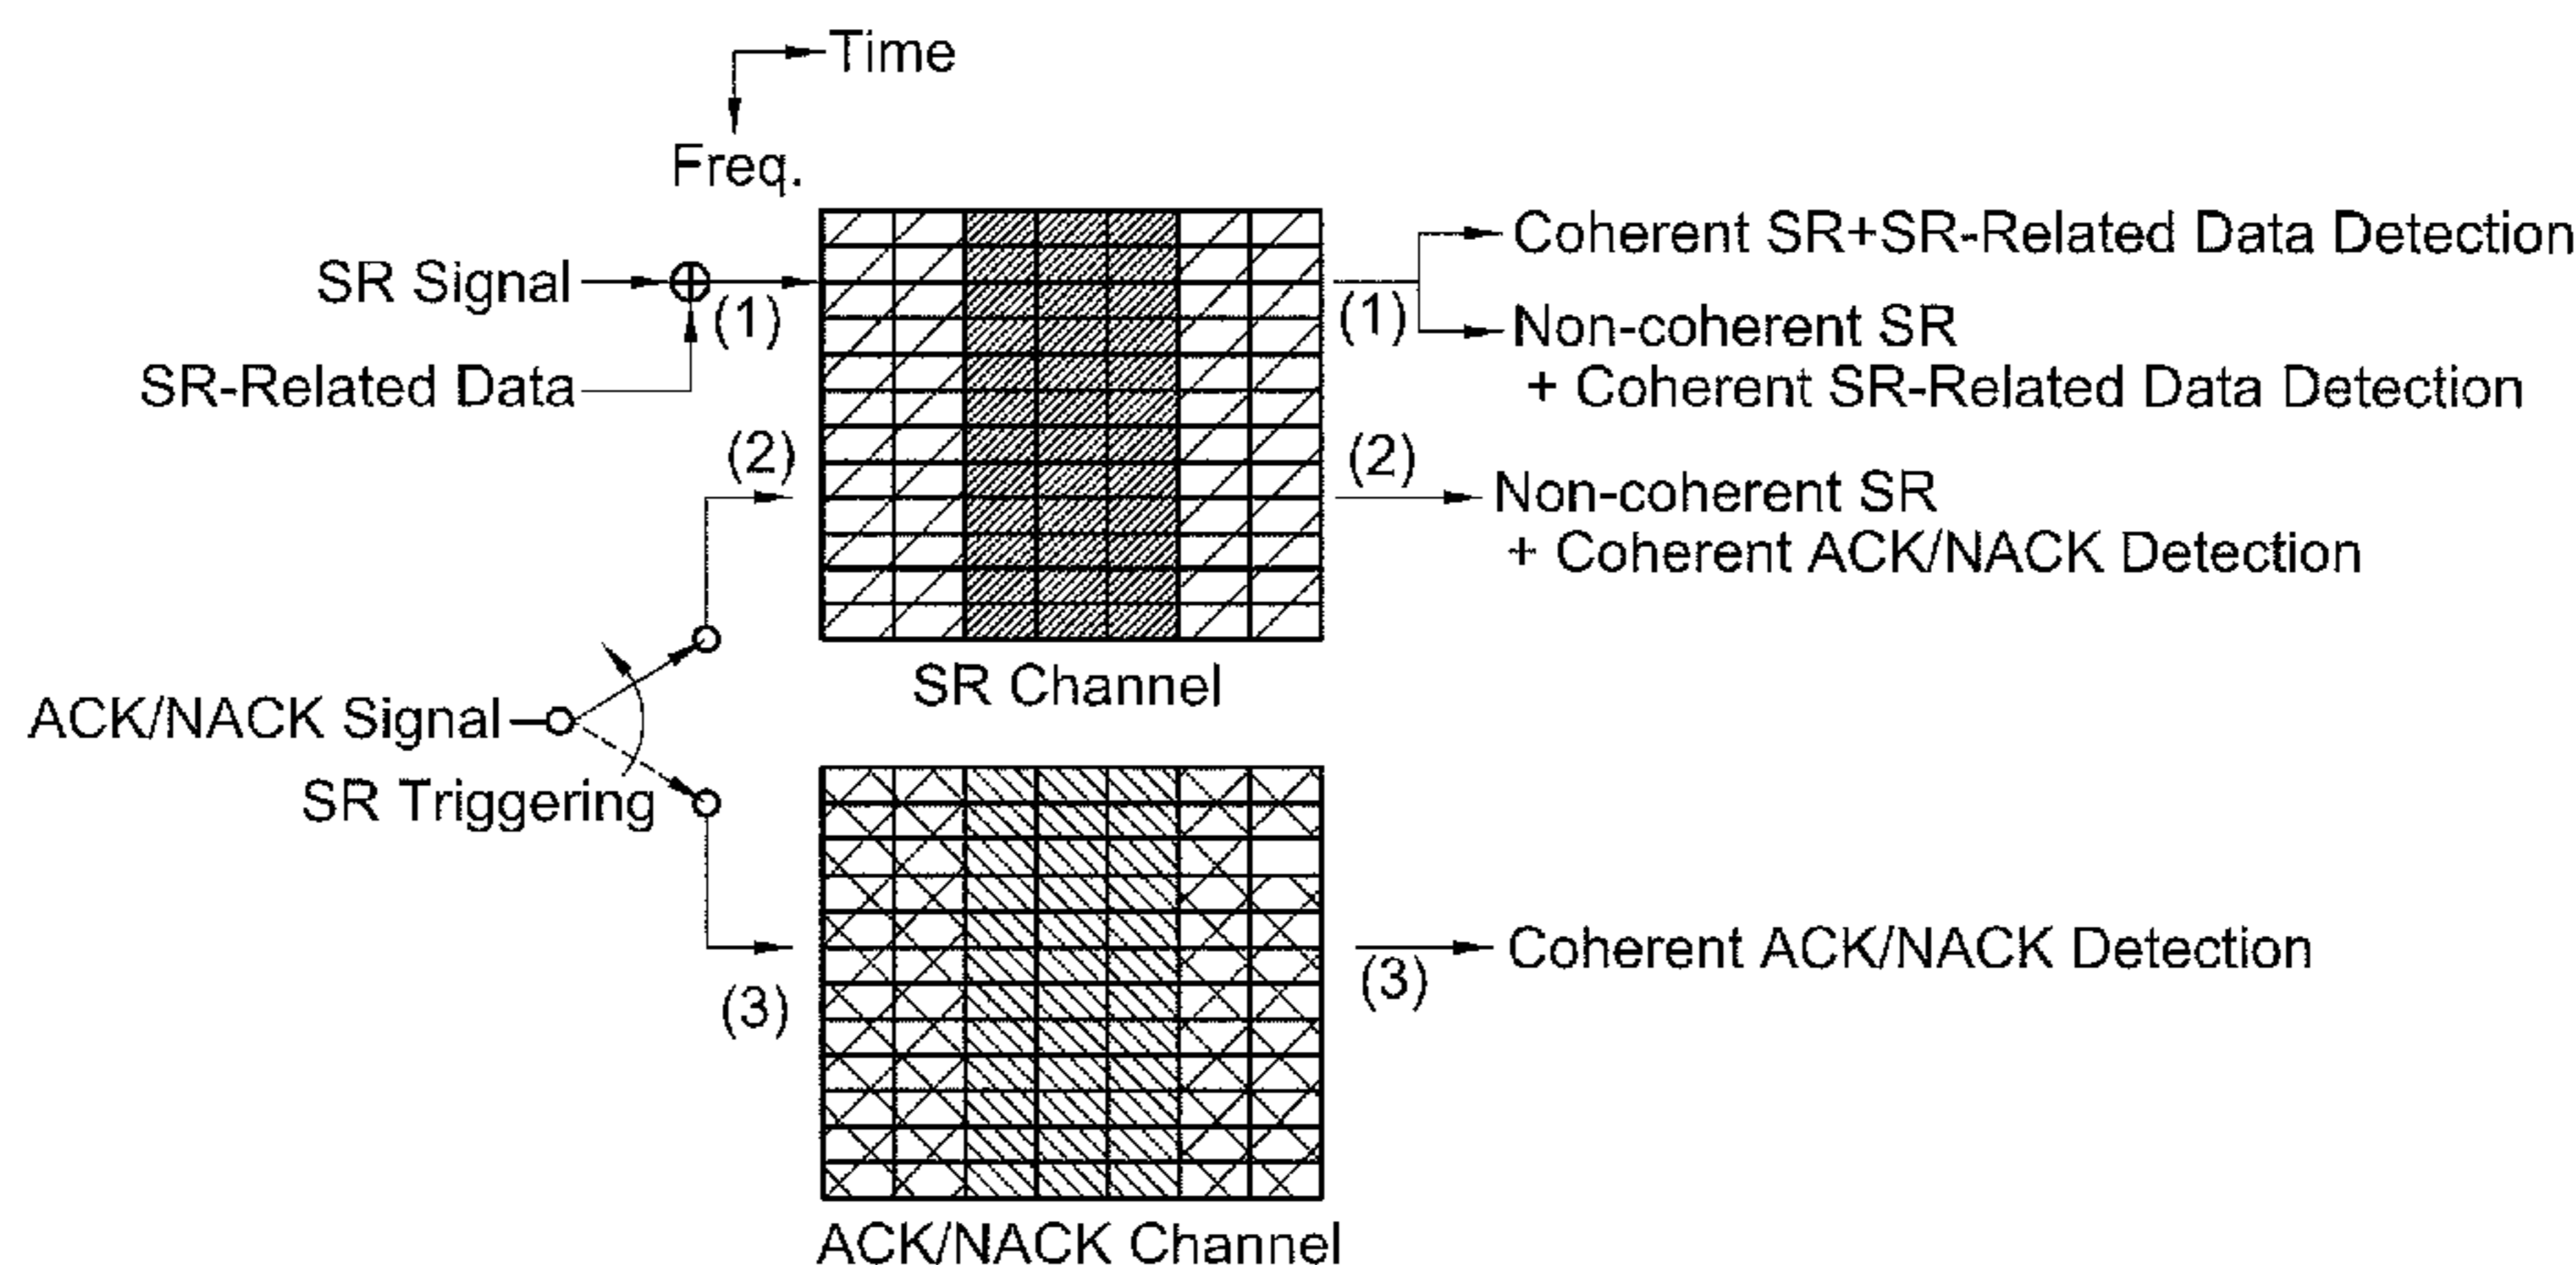 Time
Freq.
SR Signal
(1)
SR-Related Data
(2)
(1)
Coherent SR+SR-Related Data Detection
Non-coherent SR
+ Coherent SR-Related Data Detection
(2)
Non-coherent SR
+ Coherent ACK/NACK Detection
SR Channel
ACK/NACK Signal
SR Triggering
(3)
(3)
Coherent ACK/NACK Detection
ACK/NACK Channel